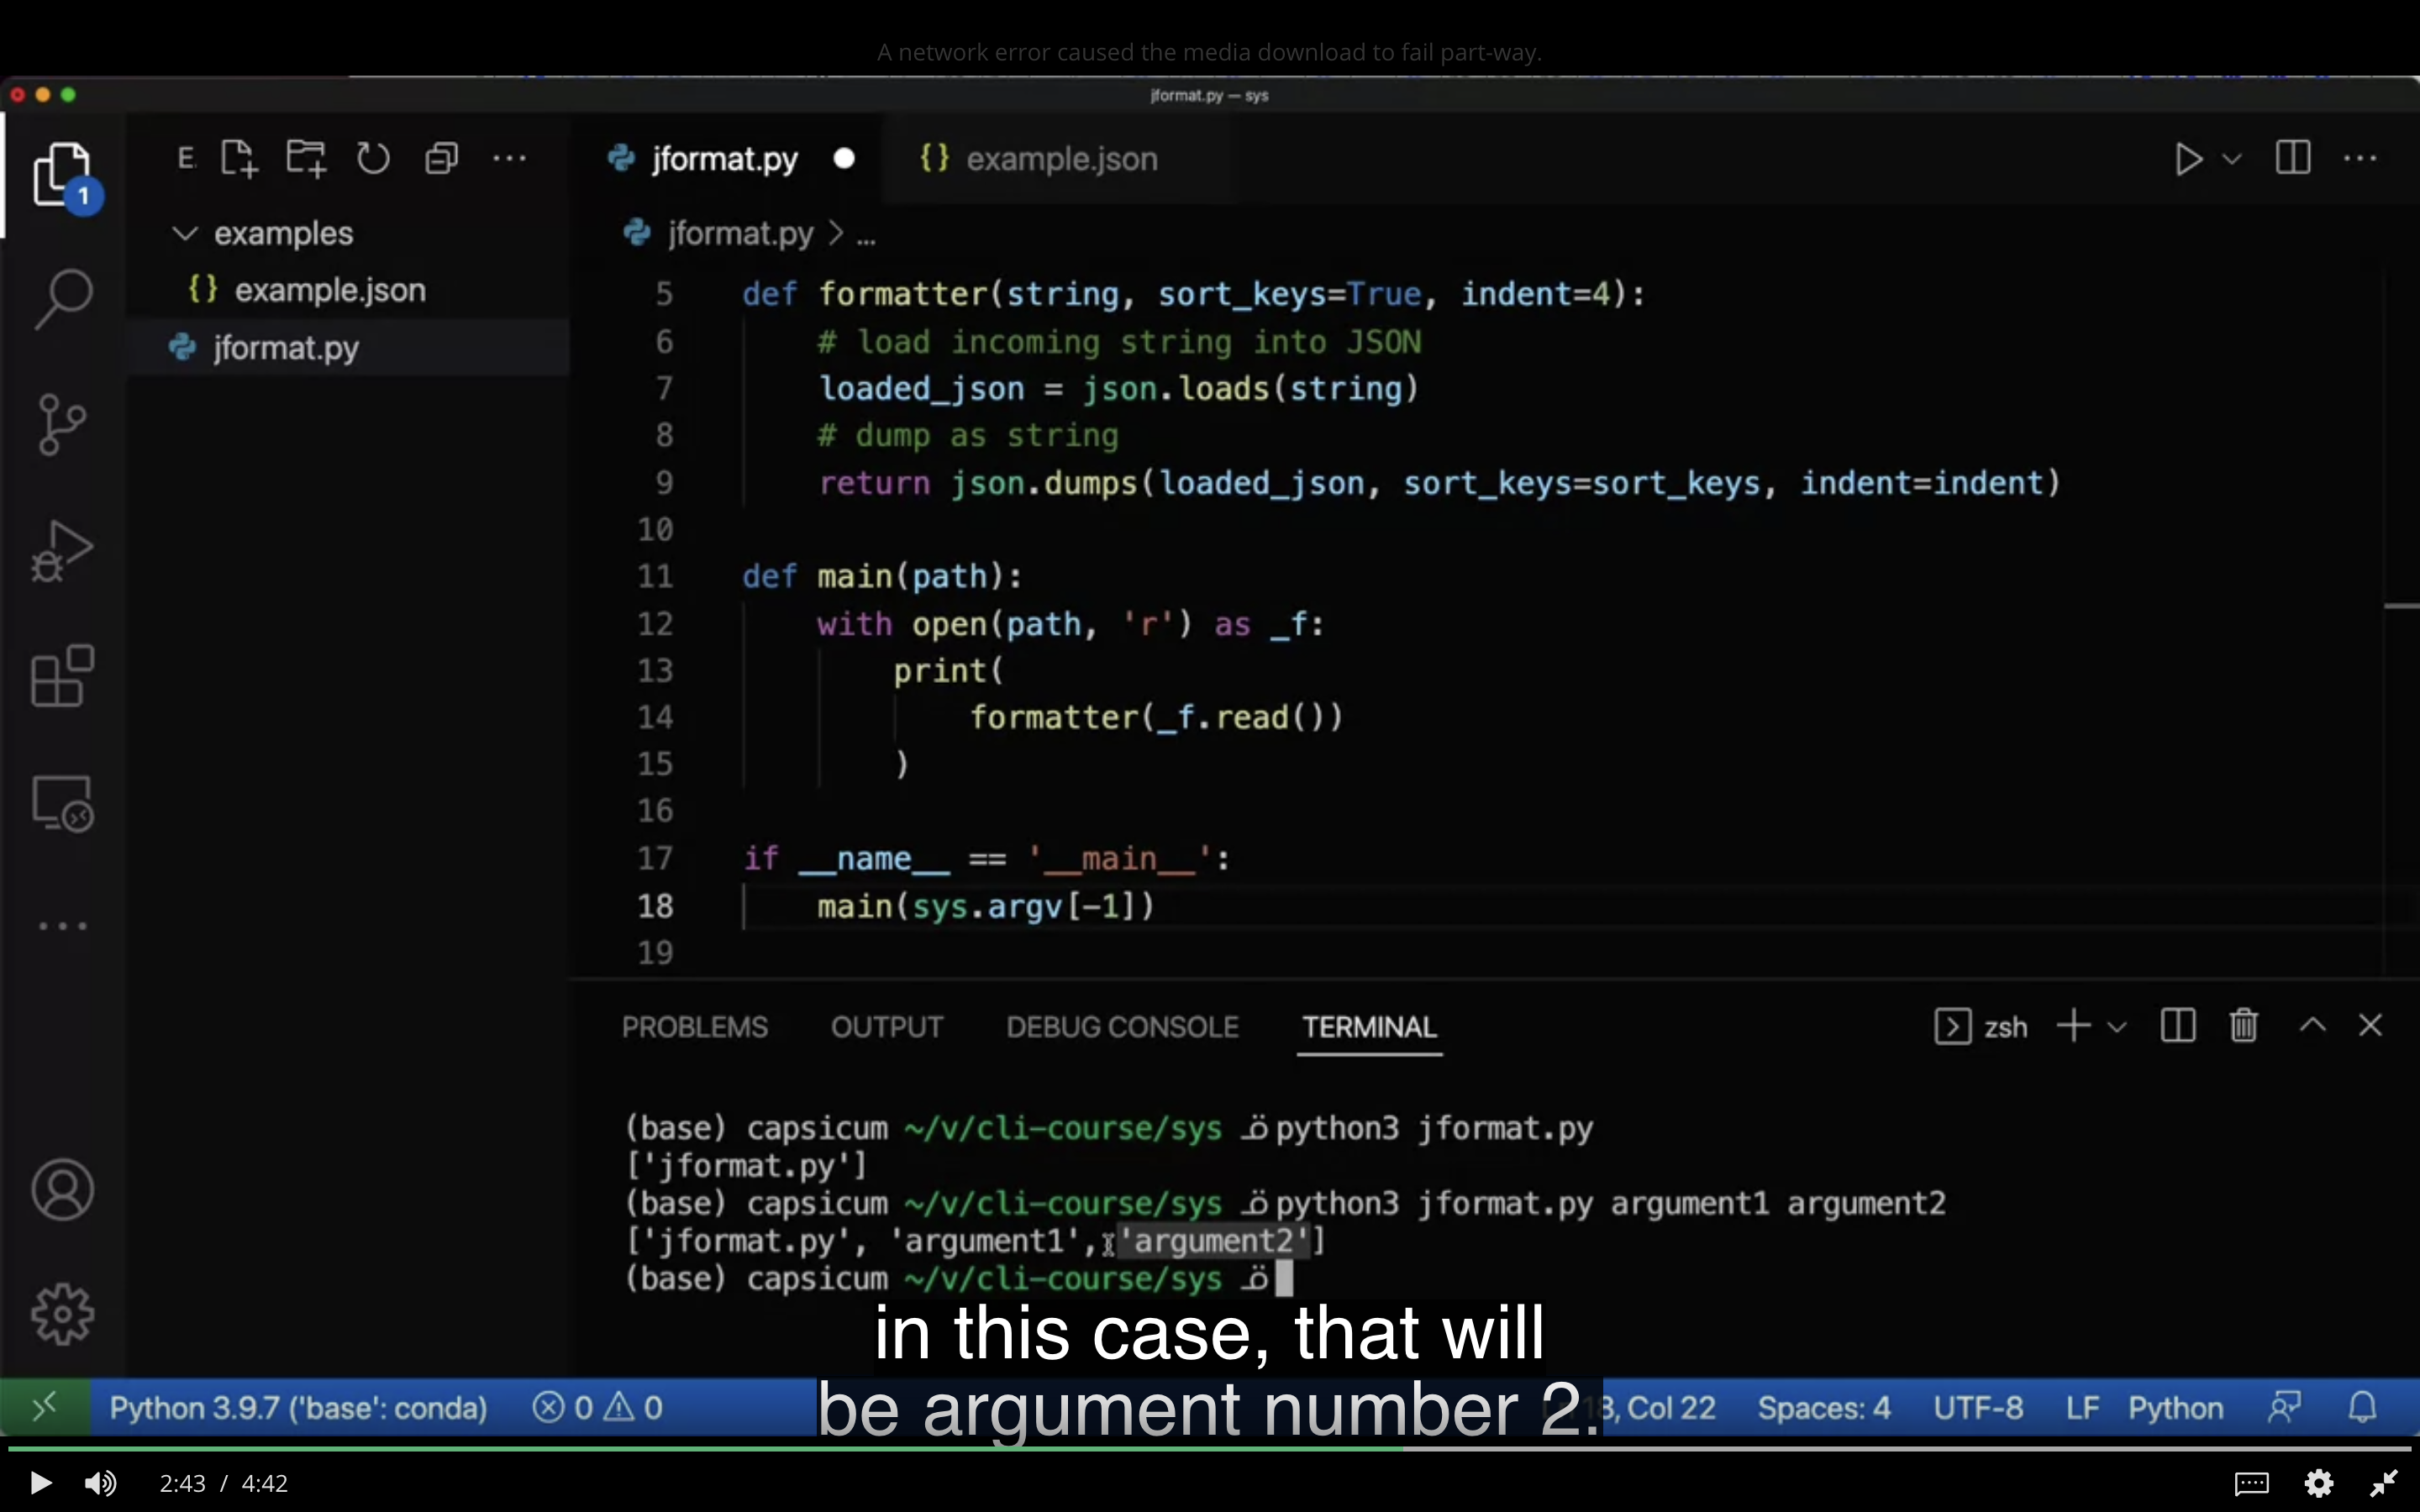 A network error caused the media download to fail part-way.
jformat.py — sys
E
jformat.py
example.json
1
examples
example.json
jformat.py
jformat.py > ...
5 def formatter(string, sort_keys=True, indent=4):
6 # load incoming string into JSON
7 loaded_json = json.loads(string)
8 # dump as string
9 return json.dumps(loaded_json, sort_keys=sort_keys, indent=indent)
10
11 def main(path):
12 with open(path, 'r') as _f:
13 print(
14 formatter(_f.read())
15 )
16
17 if __name__ == '__main__':
18 main(sys.argv[-1])
19
PROBLEMS OUTPUT DEBUG CONSOLE TERMINAL
zsh
(base) capsicum ~/v/cli-course/sys python3 jformat.py
['jformat.py']
(base) capsicum ~/v/cli-course/sys python3 jformat.py argument1 argument2
['jformat.py', 'argument1', 'argument2']
(base) capsicum ~/v/cli-course/sys
in this case, that will
be argument number 2.
Python 3.9.7 ('base': conda) 0 0 Col 22 Spaces: 4 UTF-8 LF Python
2:43 / 4:42